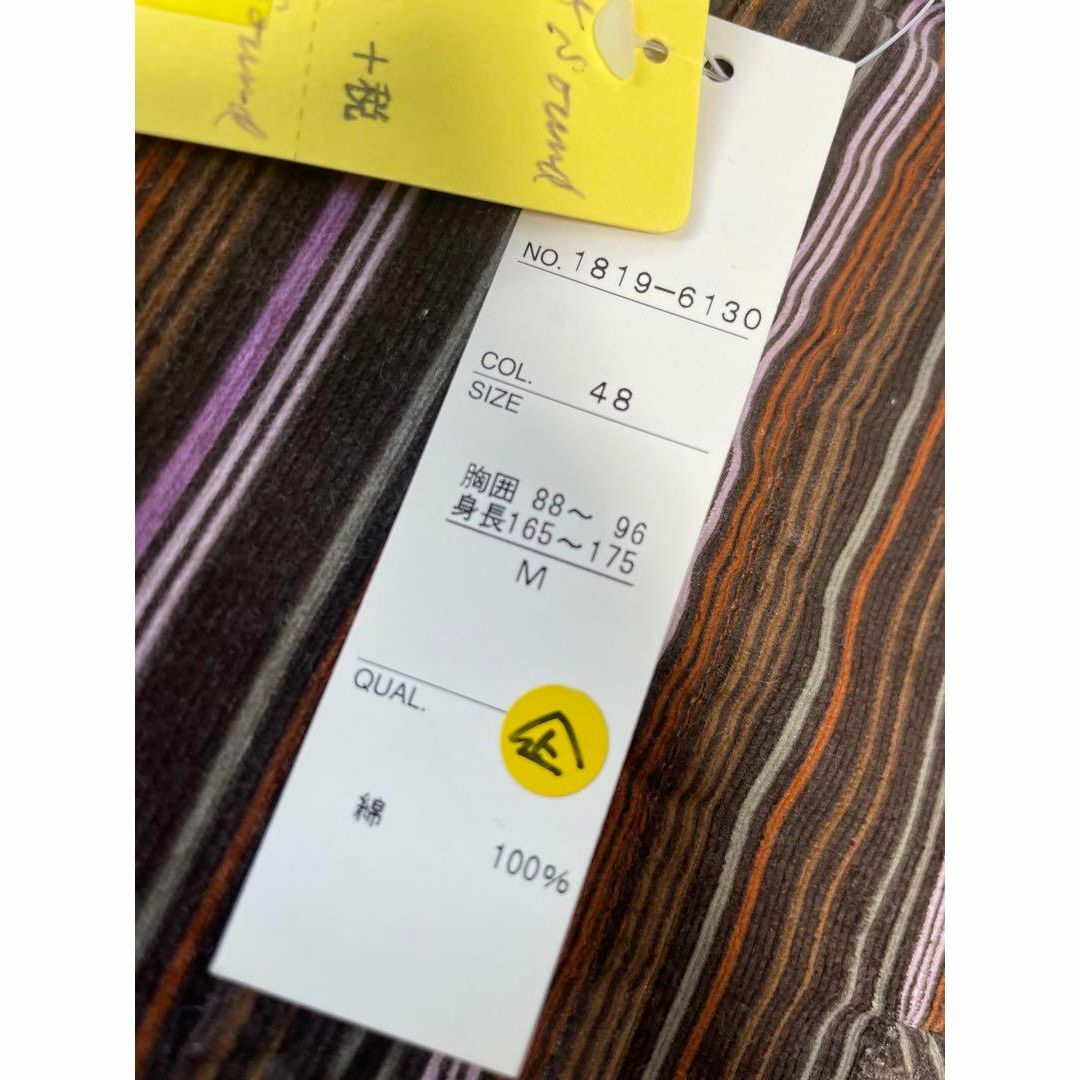 +税
NO. 1819-6130
COL. 48
SIZE
胸囲 88～ 96
身長165～175
M
QUAL.
綿
100%